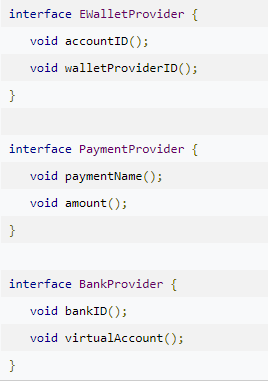 interface EWalletProvider {
void accountID();
void walletProviderID();
}
interface PaymentProvider {
void paymentName();
void amount();
}
interface BankProvider {
void bankID();
void virtualAccount();
}